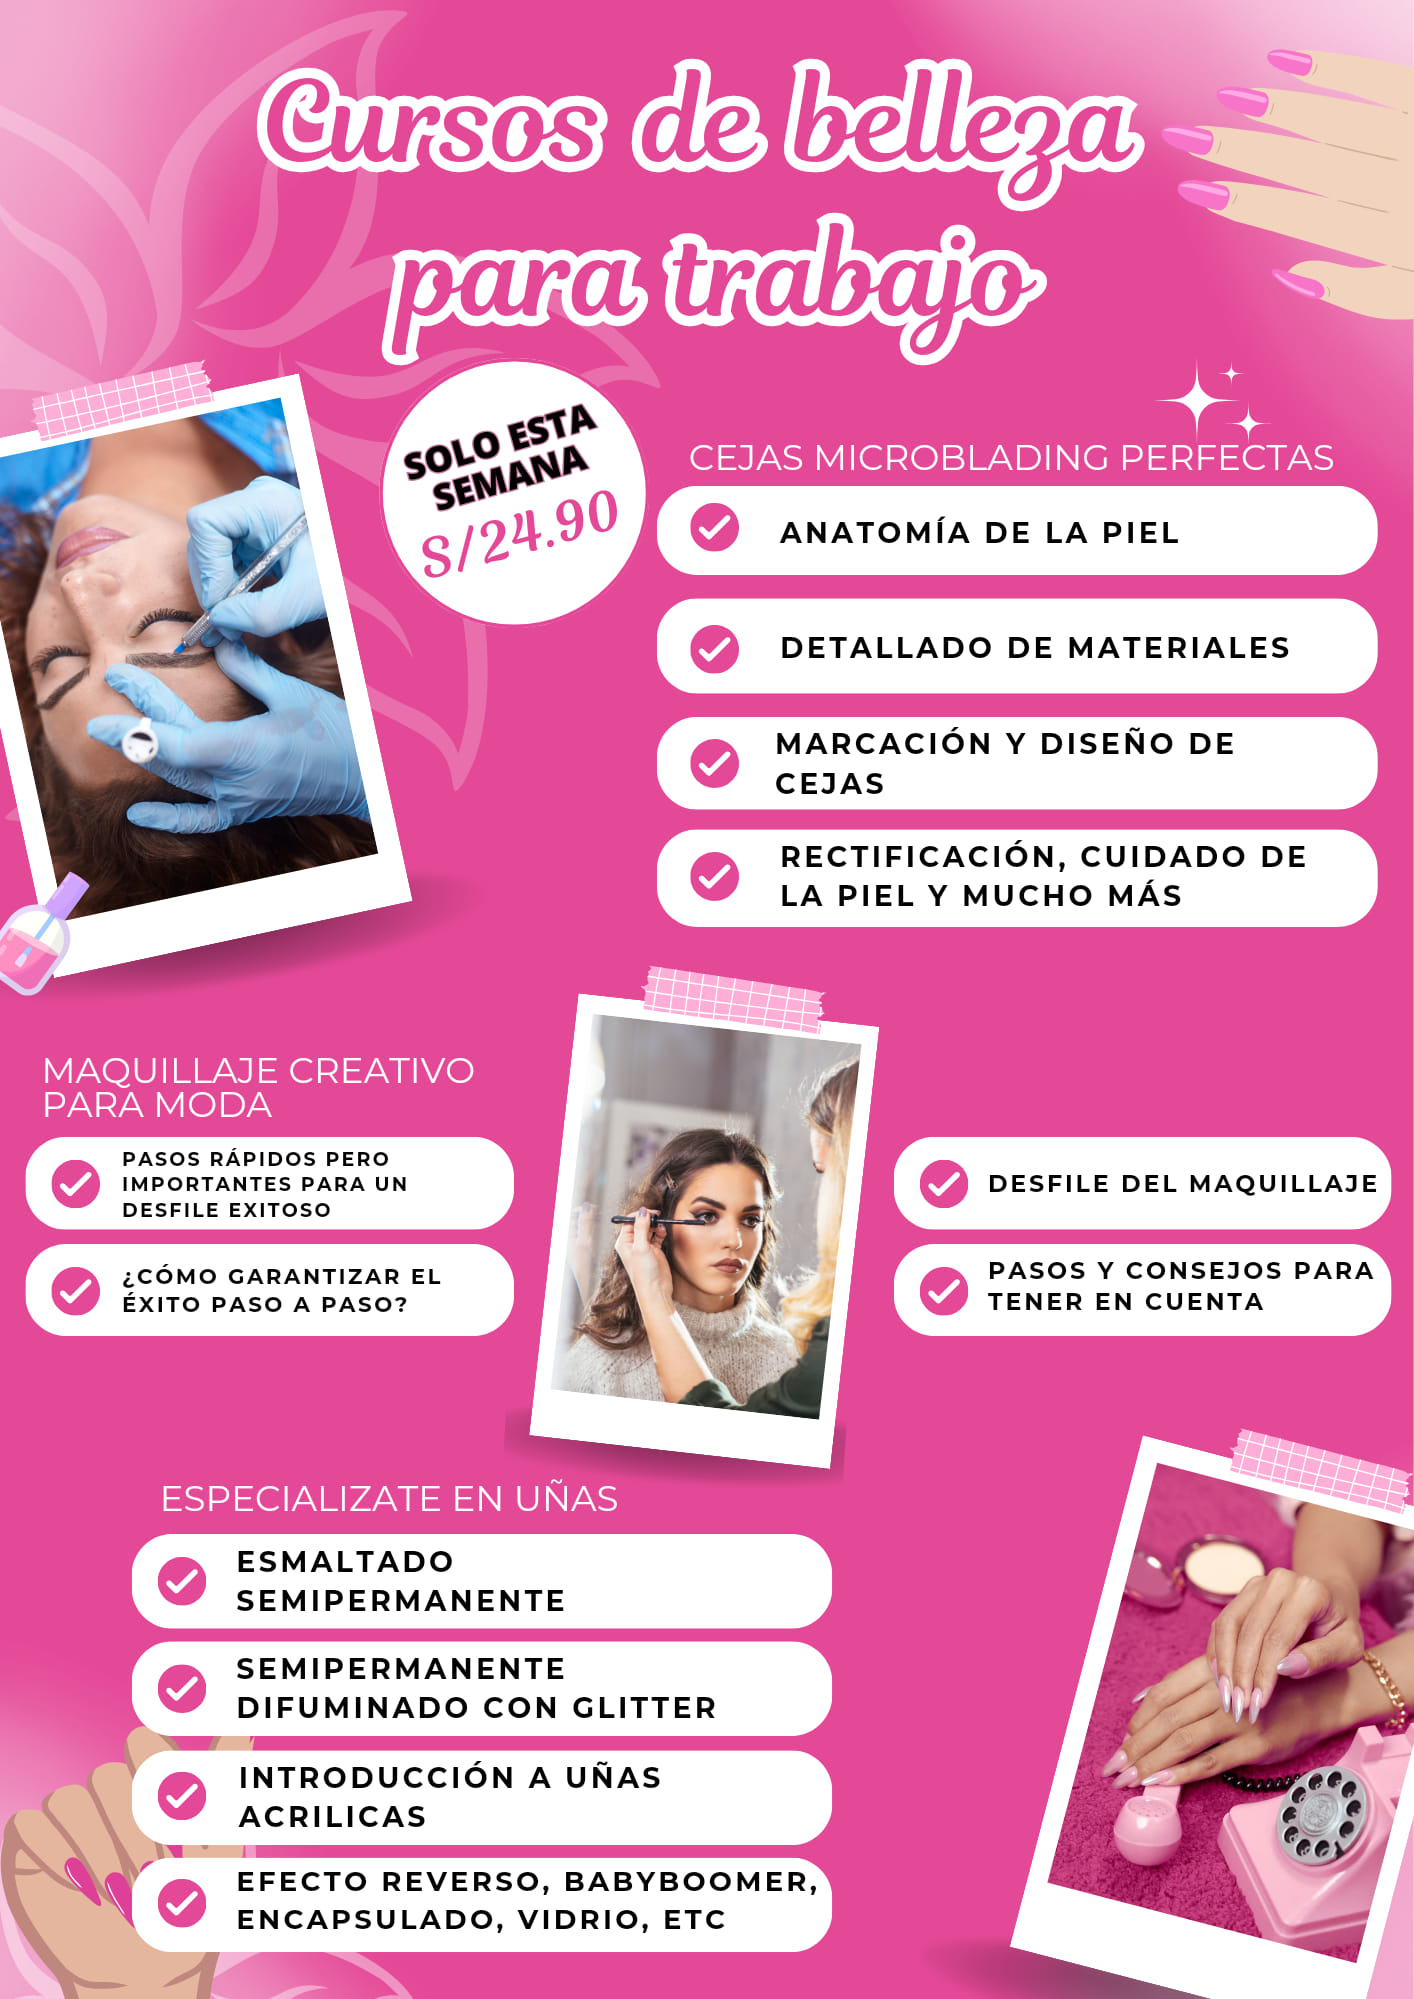 Cursos de belleza
para trabajo
SOLO ESTA
SEMANA
S/24.90
CEJAS MICROBLADING PERFECTAS
ANATOMÍA DE LA PIEL
DETALLADO DE MATERIALES
MARCACIÓN Y DISEÑO DE
CEJAS
RECTIFICACIÓN, CUIDADO DE
LA PIEL Y MUCHO MÁS
MAQUILLAJE CREATIVO
PARA MODA
PASOS RÁPIDOS PERO
IMPORTANTES PARA UN
DESFILE EXITOSO
¿CÓMO GARANTIZAR EL
ÉXITO PASO A PASO?
DESFILE DEL MAQUILLAJE
PASOS Y CONSEJOS PARA
TENER EN CUENTA
ESPECIALIZATE EN UÑAS
ESMALTADO
SEMIPERMANENTE
SEMIPERMANENTE
DIFUMINADO CON GLITTER
INTRODUCCIÓN A UÑAS
ACRILICAS
EFECTO REVERSO, BABYBOOMER,
ENCAPSULADO, VIDRIO, ETC